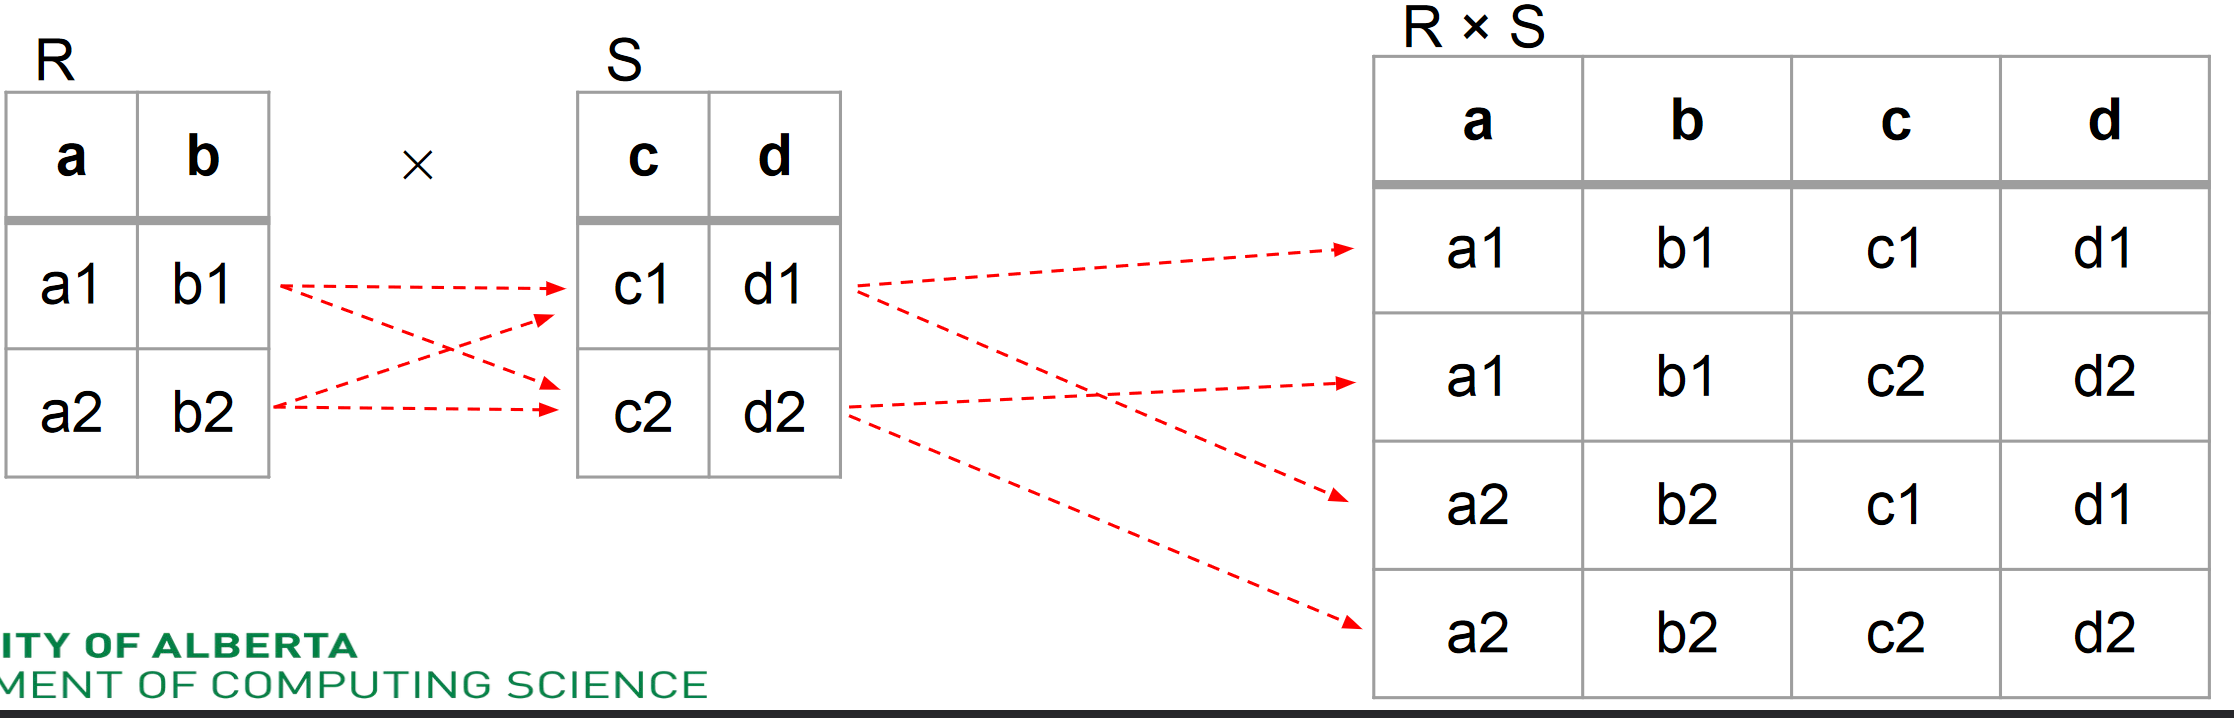 R
a b
a1 b1
a2 b2
×
S
c d
c1 d1
c2 d2
R × S
a b c d
a1 b1 c1 d1
a1 b1 c2 d2
a2 b2 c1 d1
a2 b2 c2 d2
ITY OF ALBERTA
MENT OF COMPUTING SCIENCE